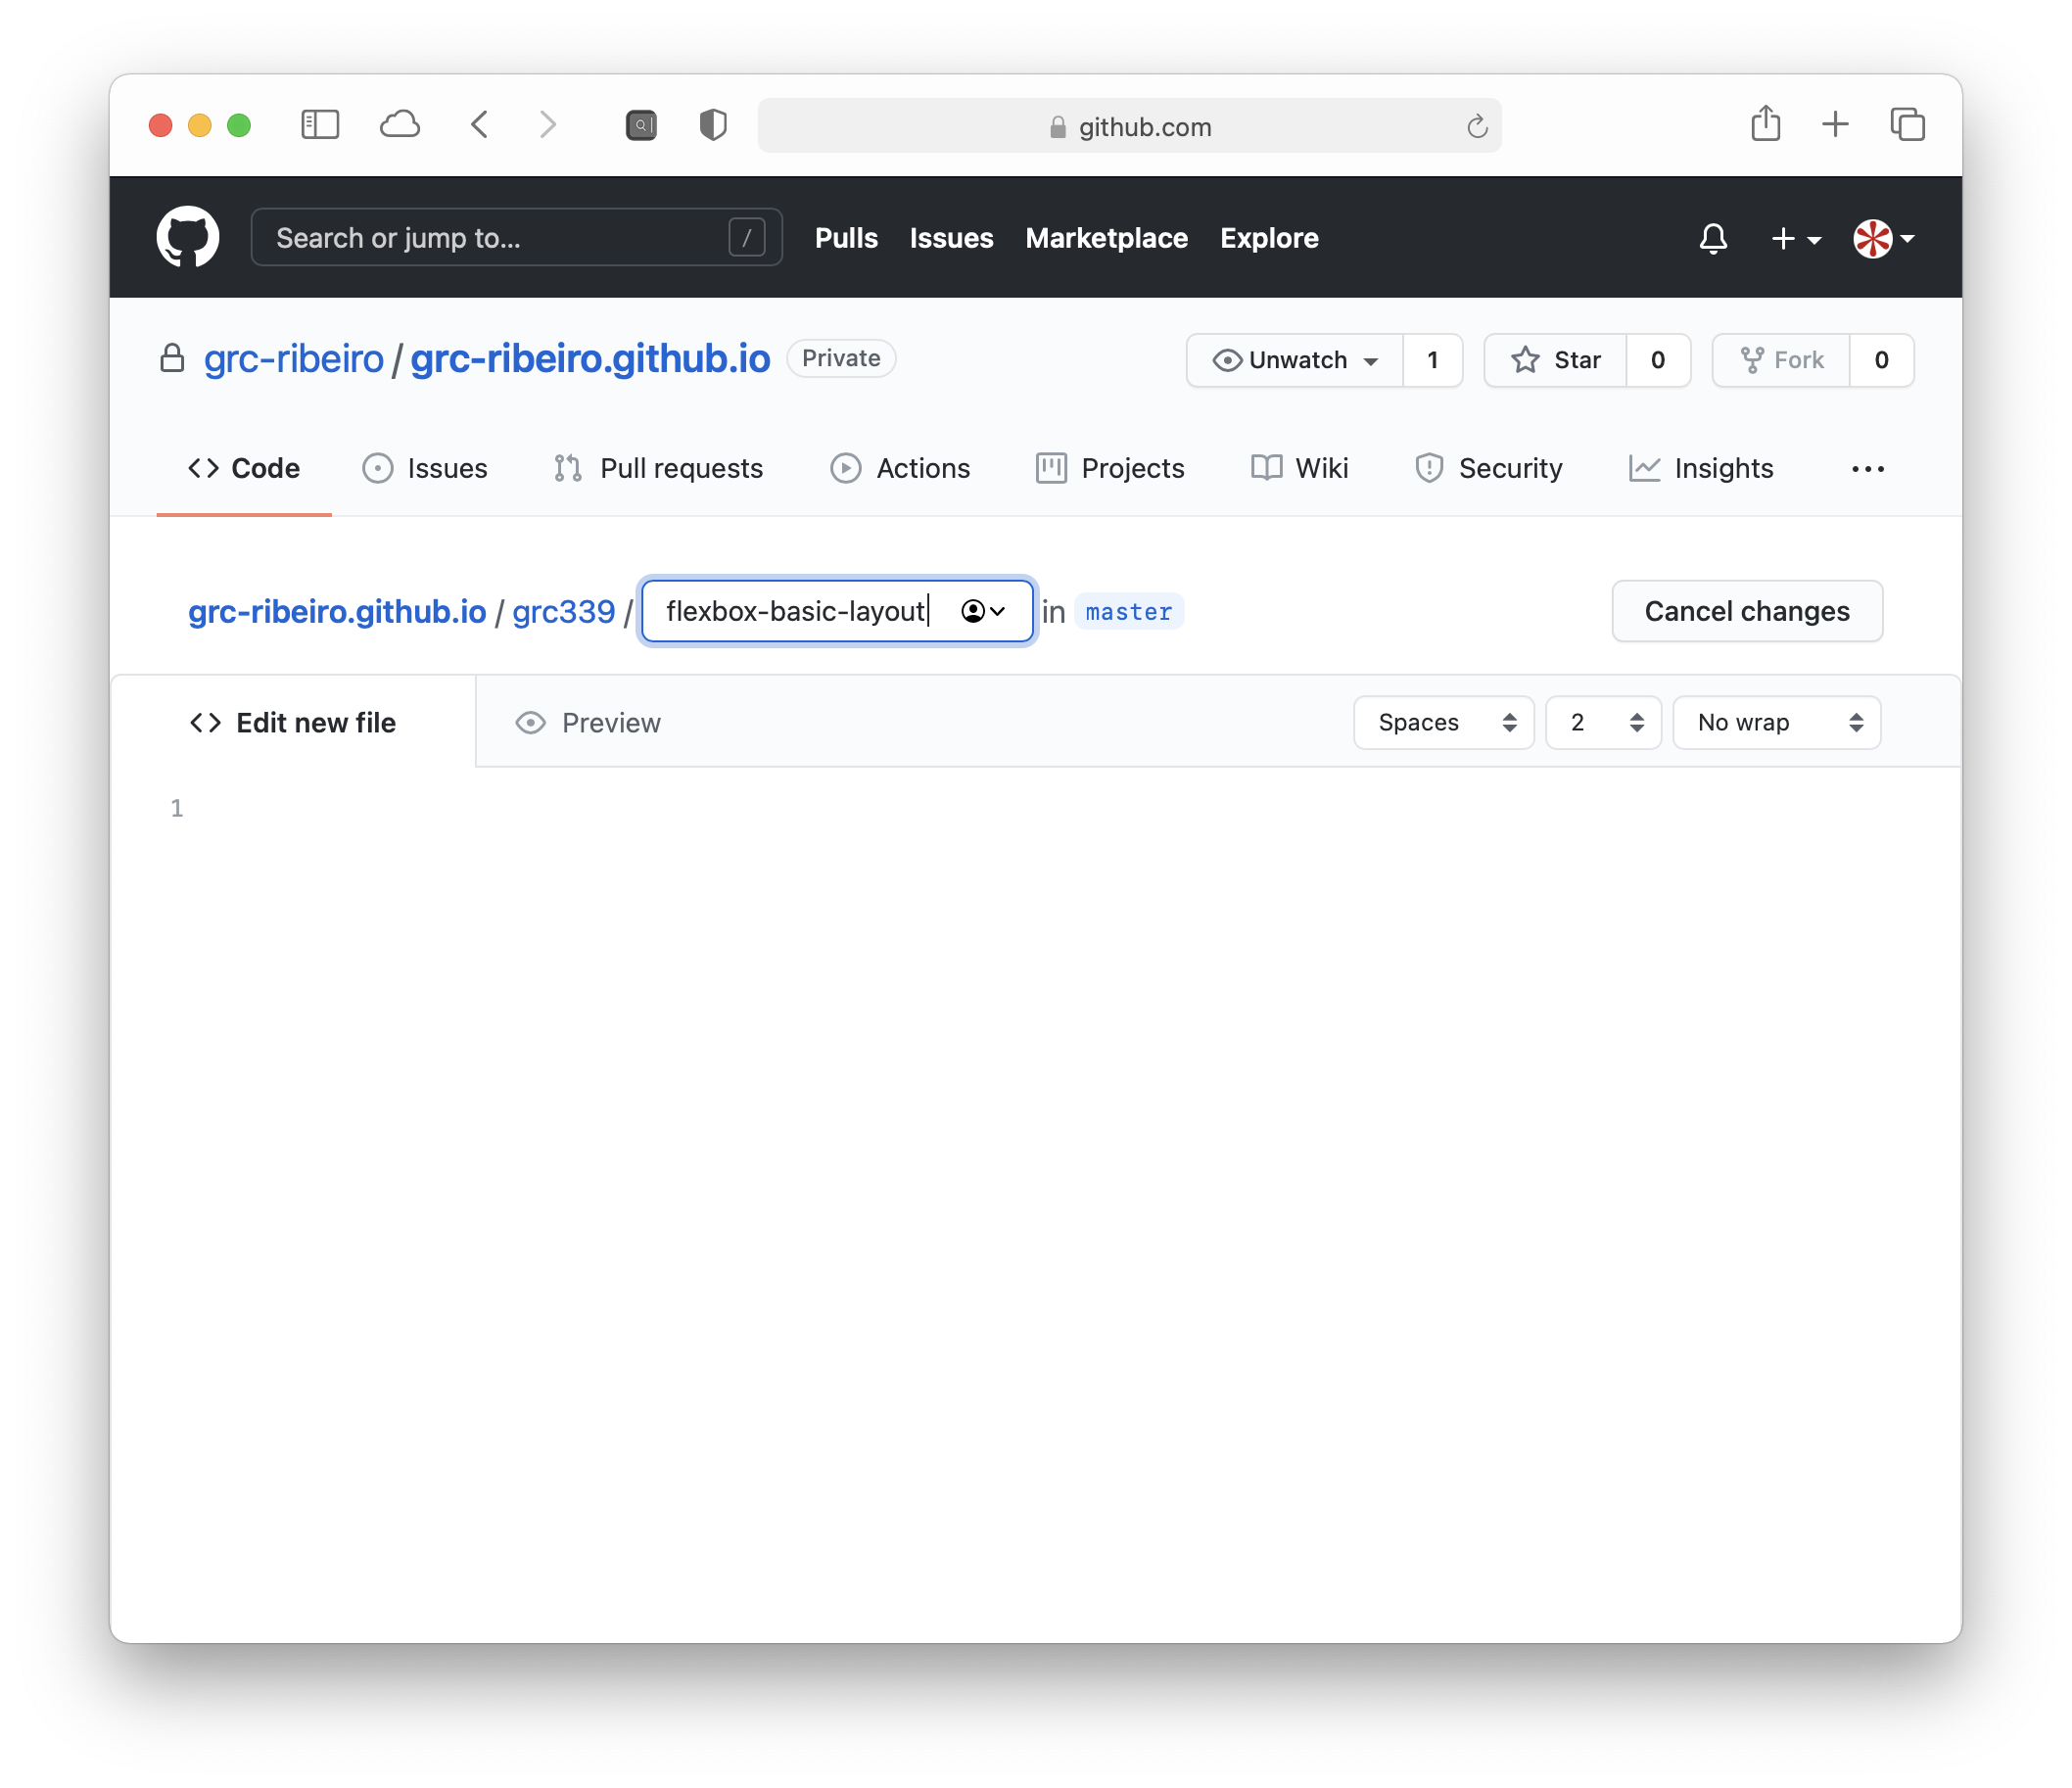 github.com
Search or jump to... /
Pulls Issues Marketplace Explore
grc-ribeiro / grc-ribeiro.github.io Private
Unwatch 1 Star 0 Fork 0
Code Issues Pull requests Actions Projects Wiki Security Insights
grc-ribeiro.github.io / grc339 / flexbox-basic-layout in master Cancel changes
Edit new file Preview Spaces 2 No wrap
1